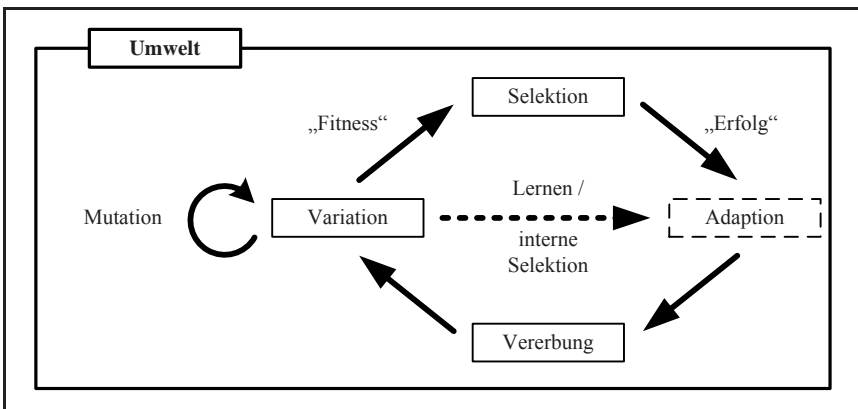 Umwelt
Selektion
„Fitness“
„Erfolg“
Mutation
Variation
Lernen /
interne
Selektion
Adaption
Vererbung